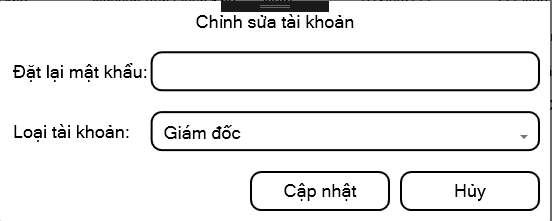 Chỉnh sửa tài khoản
Đặt lại mật khẩu:
Loại tài khoản: Giám đốc
Cập nhật Hủy